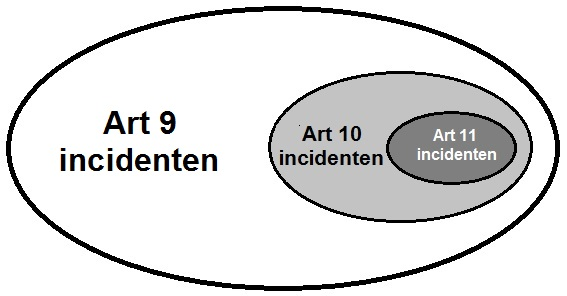 Art 9
incidenten
Art 10
incidenten
Art 11
incidenten